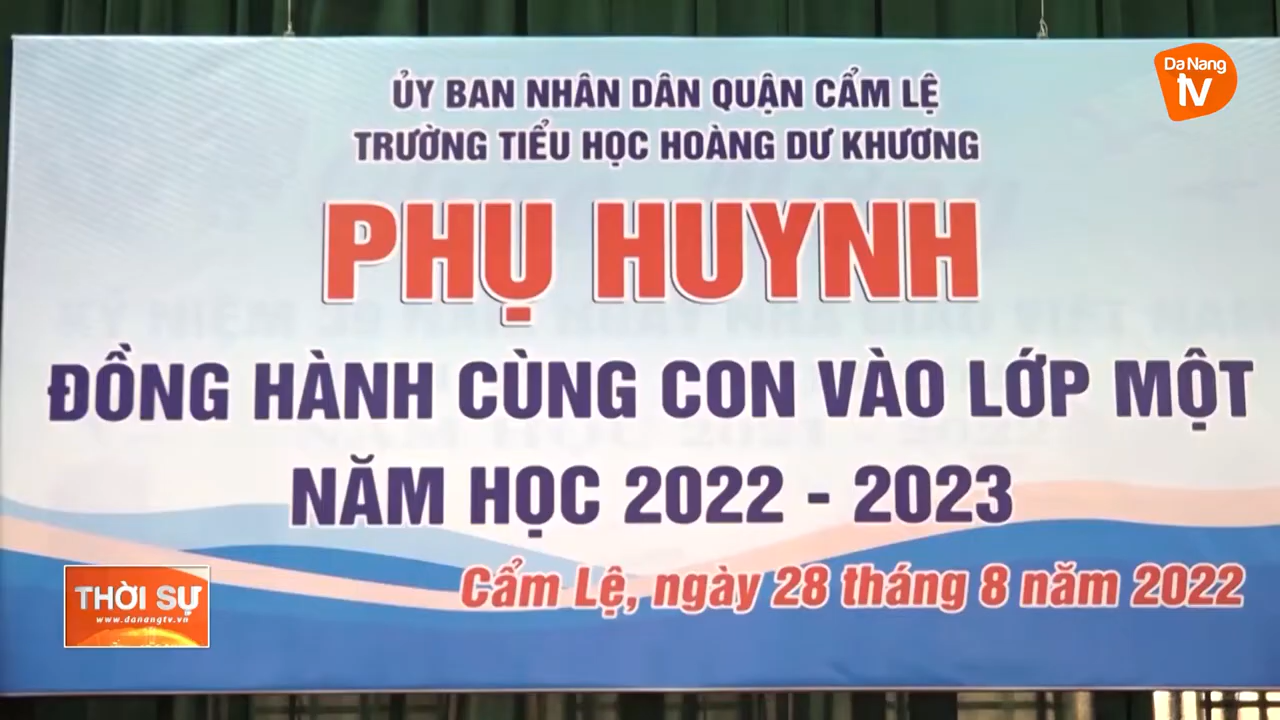 Da Nang
tv
ỦY BAN NHÂN DÂN QUẬN CẨM LỆ
TRƯỜNG TIỂU HỌC HOÀNG DƯ KHƯƠNG
PHỤ HUYNH
ĐỒNG HÀNH CÙNG CON VÀO LỚP MỘT
NĂM HỌC 2022 - 2023
Cẩm Lệ, ngày 28 tháng 8 năm 2022
THỜI SỰ
www.danangtv.vn